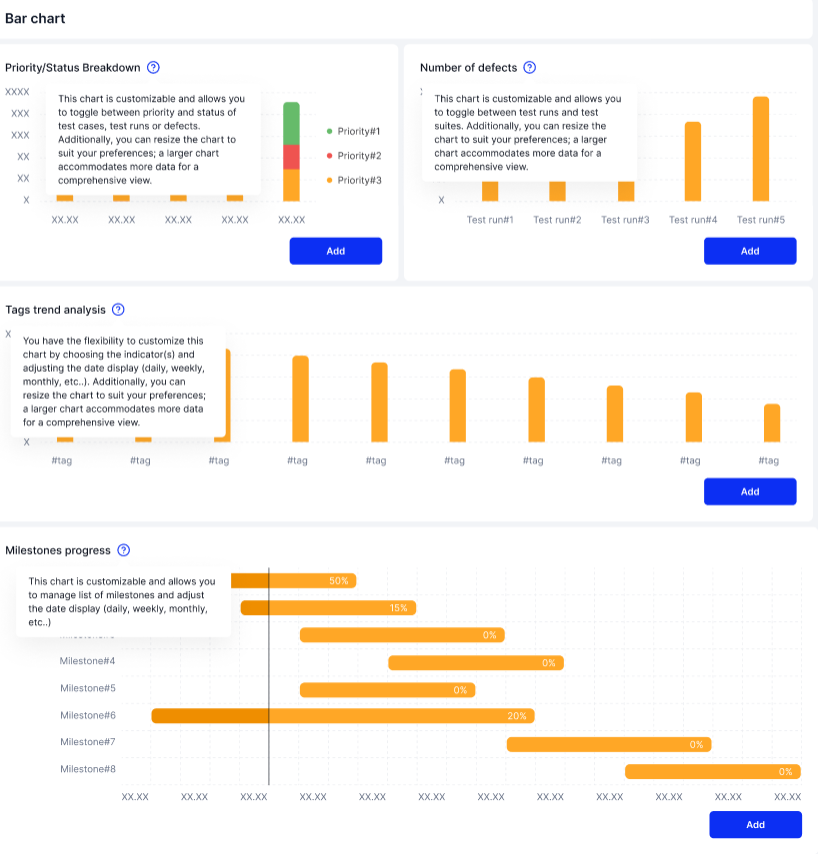 Bar chart
Priority/Status Breakdown ?
XXXX
XXX
XXX
XX
XX
X
This chart is customizable and allows you
to toggle between priority and status of
test cases, test runs or defects.
Additionally, you can resize the chart to
suit your preferences; a larger chart
accommodates more data for a
comprehensive view.
Priority#1
Priority#2
Priority#3
XX.XX XX.XX XX.XX XX.XX XX.XX
Add
Number of defects ?
This chart is customizable and allows you
to toggle between test runs and test
suites. Additionally, you can resize the
chart to suit your preferences; a larger
chart accommodates more data for a
comprehensive view.
X
Test run#1 Test run#2 Test run#3 Test run#4 Test run#5
Add
Tags trend analysis ?
X
You have the flexibility to customize this
chart by choosing the indicator(s) and
adjusting the date display (daily, weekly,
monthly, etc..). Additionally, you can
resize the chart to suit your preferences;
a larger chart accommodates more data
for a comprehensive view.
X
#tag #tag #tag #tag #tag #tag #tag #tag #tag #tag
Add
Milestones progress ?
This chart is customizable and allows you
to manage list of milestones and adjust
the date display (daily, weekly, monthly,
etc..)
50%
15%
0%
Milestone#4 0%
Milestone#5 0%
Milestone#6 20%
Milestone#7 0%
Milestone#8 0%
XX.XX XX.XX XX.XX XX.XX XX.XX XX.XX XX.XX XX.XX XX.XX XX.XX XX.XX XX.XX
Add